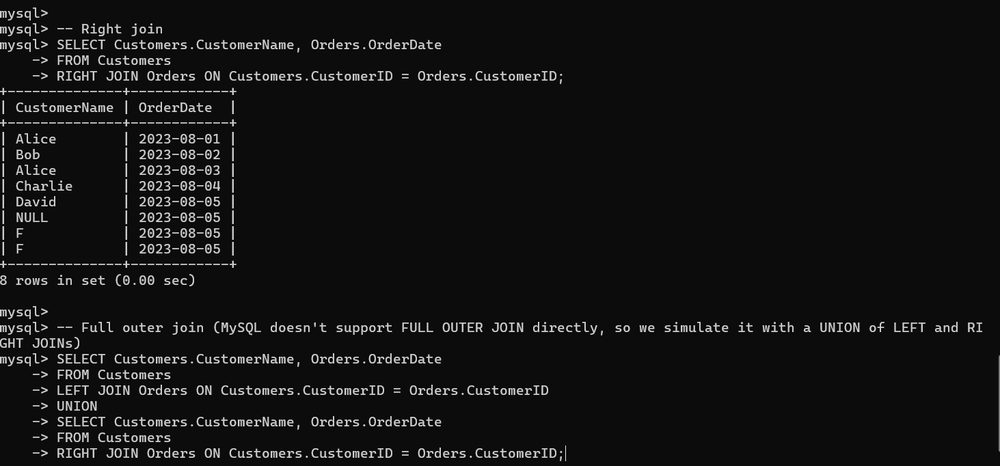 mysql>
mysql> -- Right join
mysql> SELECT Customers.CustomerName, Orders.OrderDate
    -> FROM Customers
    -> RIGHT JOIN Orders ON Customers.CustomerID = Orders.CustomerID;
+--------------+------------+
| CustomerName | OrderDate  |
+--------------+------------+
| Alice        | 2023-08-01 |
| Bob          | 2023-08-02 |
| Alice        | 2023-08-03 |
| Charlie      | 2023-08-04 |
| David        | 2023-08-05 |
| NULL         | 2023-08-05 |
| F            | 2023-08-05 |
| F            | 2023-08-05 |
+--------------+------------+
8 rows in set (0.00 sec)

mysql>
mysql> -- Full outer join (MySQL doesn't support FULL OUTER JOIN directly, so we simulate it with a UNION of LEFT and RI
GHT JOINs)
mysql> SELECT Customers.CustomerName, Orders.OrderDate
    -> FROM Customers
    -> LEFT JOIN Orders ON Customers.CustomerID = Orders.CustomerID
    -> UNION
    -> SELECT Customers.CustomerName, Orders.OrderDate
    -> FROM Customers
    -> RIGHT JOIN Orders ON Customers.CustomerID = Orders.CustomerID;